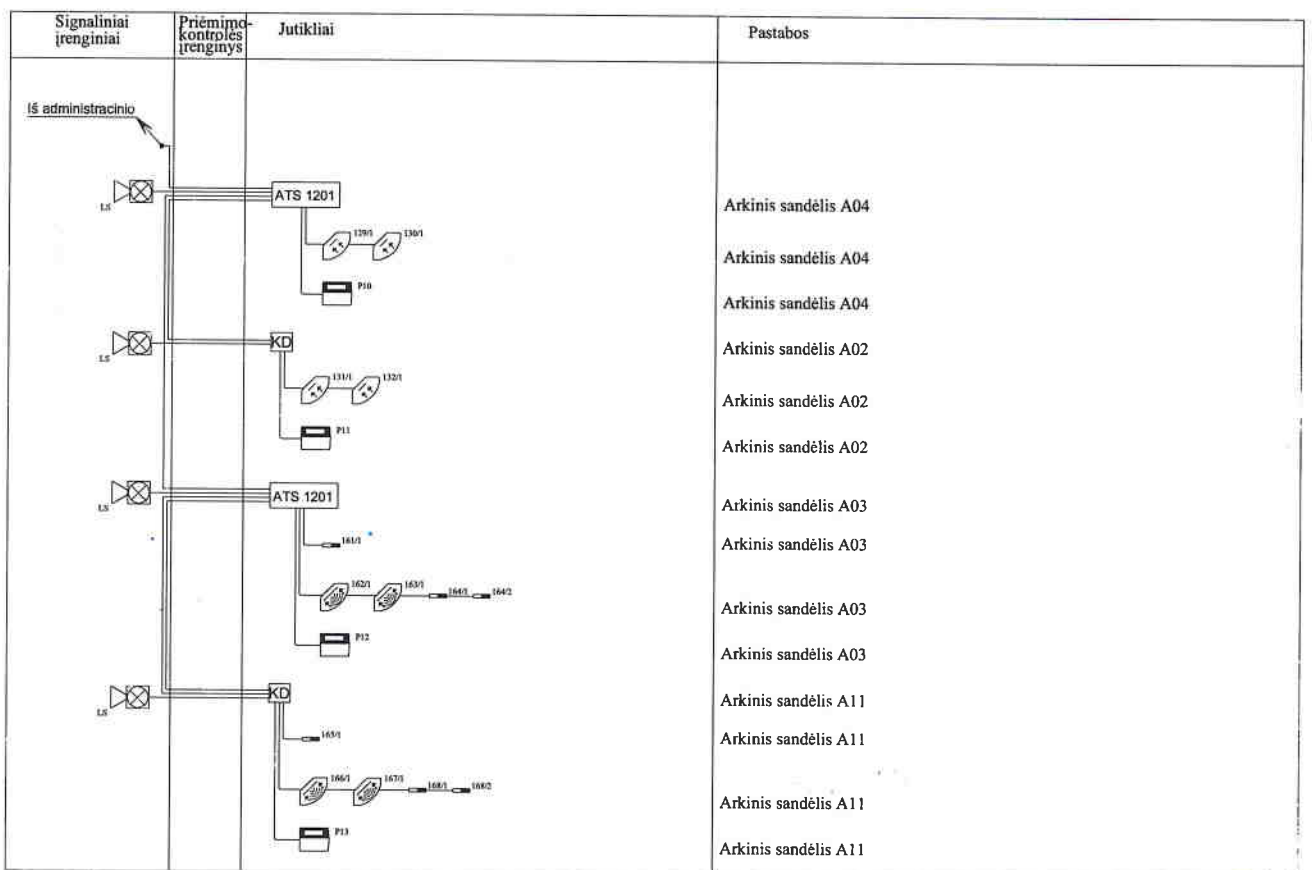 Signaliniai
įrenginiai
Priėmimo-
kontrolės
įrenginys
Jutikliai
Pastabos
Iš administracinio
LS
ATS 1201
Arkinis sandėlis A04
129/1
130/1
Arkinis sandėlis A04
P10
Arkinis sandėlis A04
LS
KD
Arkinis sandėlis A02
131/1
132/1
Arkinis sandėlis A02
P11
Arkinis sandėlis A02
LS
ATS 1201
Arkinis sandėlis A03
161/1
Arkinis sandėlis A03
162/1
163/1
164/1
164/2
Arkinis sandėlis A03
P12
Arkinis sandėlis A03
LS
KD
Arkinis sandėlis A11
165/1
Arkinis sandėlis A11
166/1
167/1
168/1
168/2
Arkinis sandėlis A11
P13
Arkinis sandėlis A11